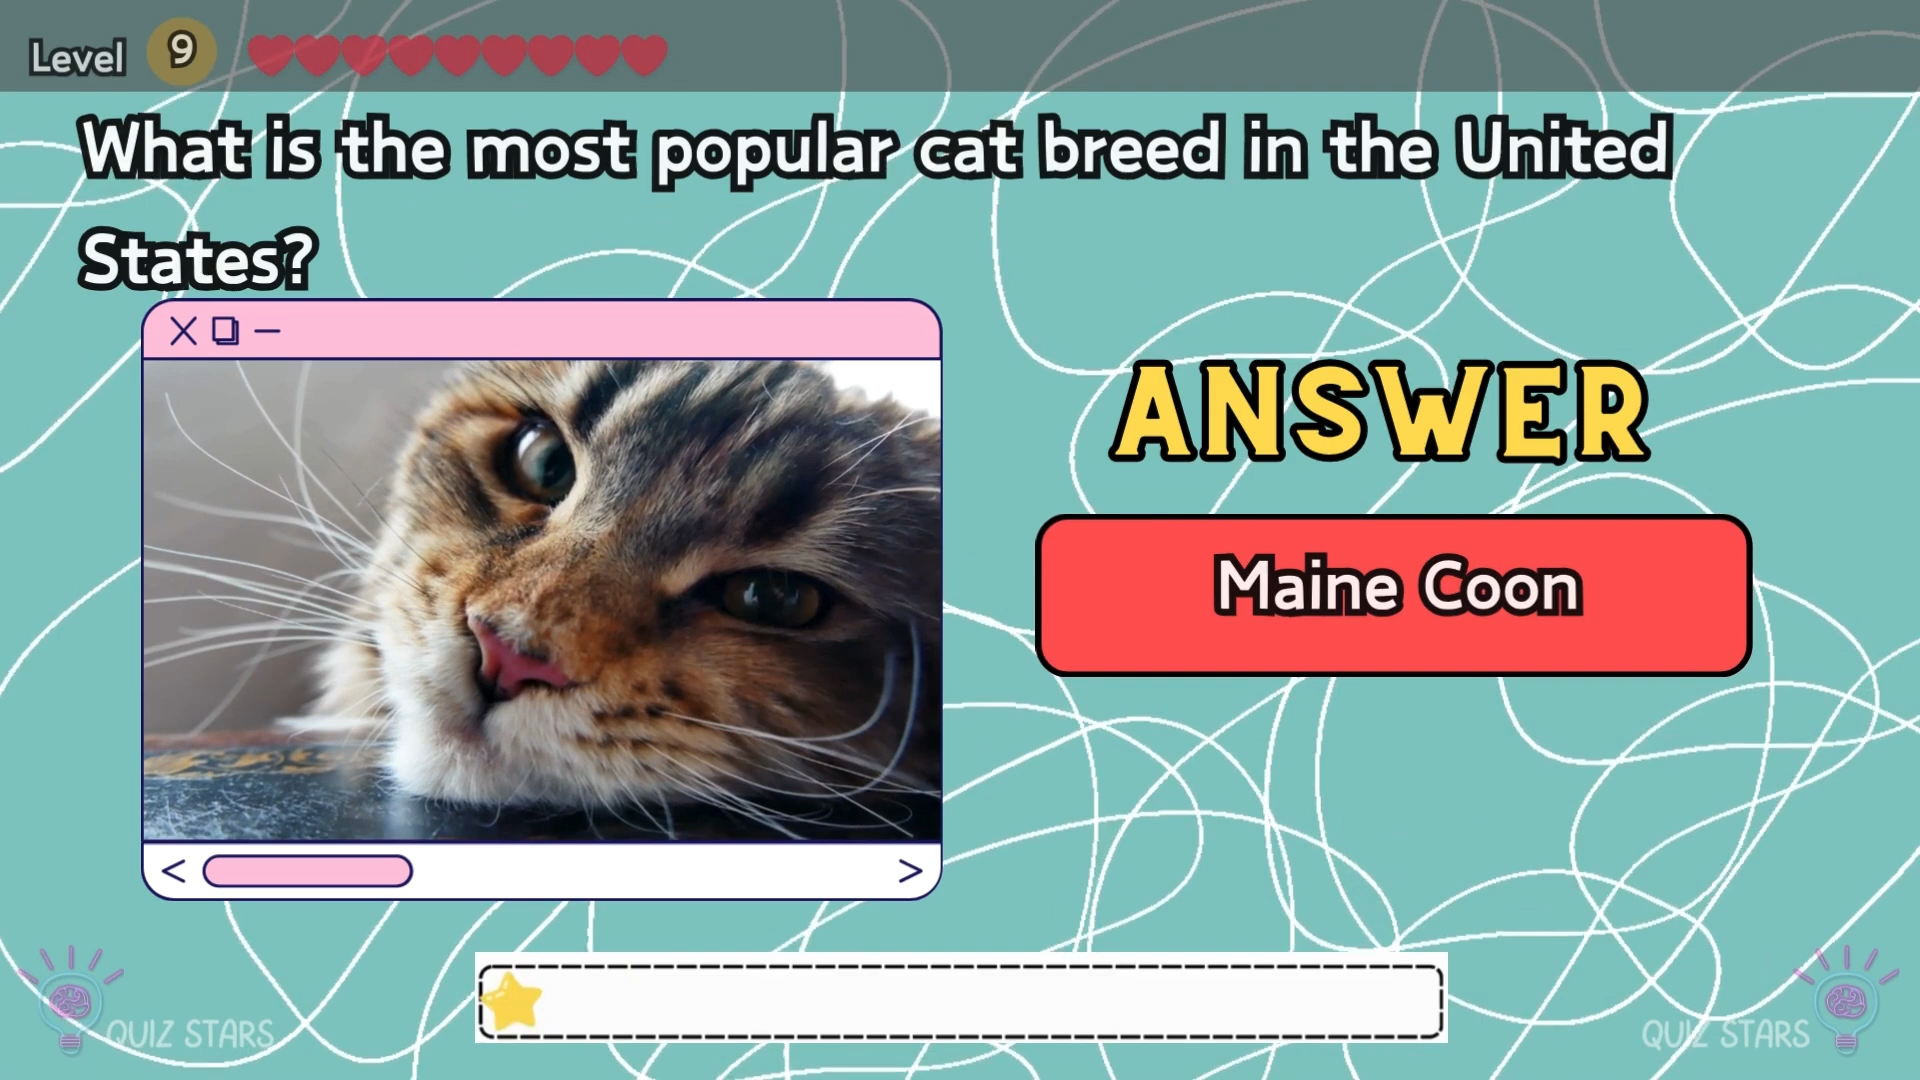 Level 9
What is the most popular cat breed in the United
States?
ANSWER
Maine Coon
QUIZ STARS
QUIZ STARS